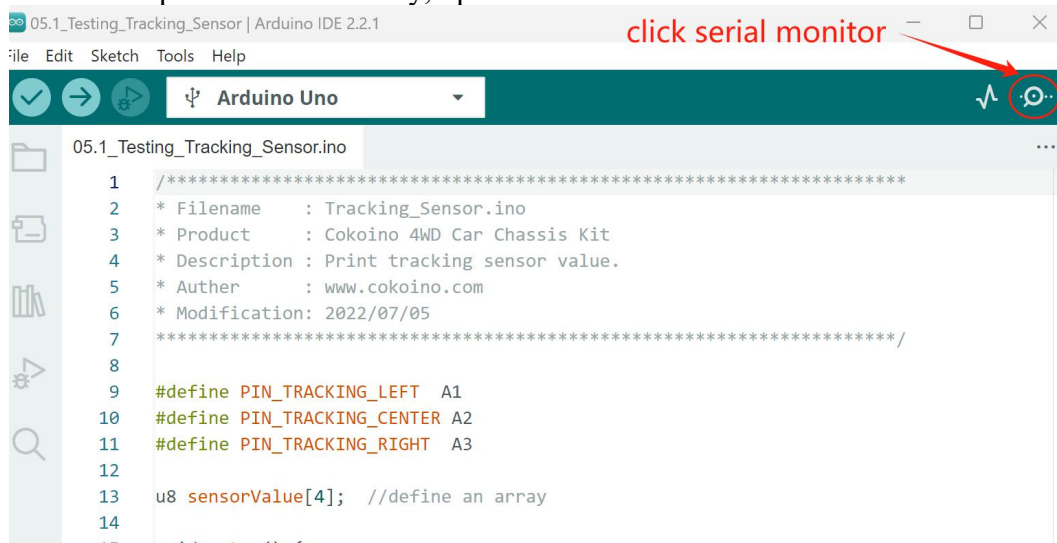 05.1_Testing_Tracking_Sensor | Arduino IDE 2.2.1
click serial monitor
File Edit Sketch Tools Help
Arduino Uno
05.1_Testing_Tracking_Sensor.ino
1 /**********************************************************************
2 * Filename    : Tracking_Sensor.ino
3 * Product     : Cokoino 4WD Car Chassis Kit
4 * Description : Print tracking sensor value.
5 * Auther      : www.cokoino.com
6 * Modification: 2022/07/05
7 **********************************************************************/
8
9 #define PIN_TRACKING_LEFT  A1
10 #define PIN_TRACKING_CENTER A2
11 #define PIN_TRACKING_RIGHT  A3
12
13 u8 sensorValue[4];  //define an array
14